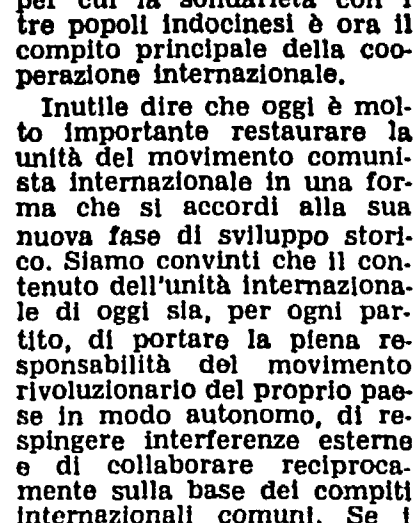 per cui la solidarietà con i
tre popoli indocinesi è ora il
compito principale della coo-
perazione internazionale.
Inutile dire che oggi è mol-
to importante restaurare la
unità del movimento comuni-
sta internazionale in una for-
ma che si accordi alla sua
nuova fase di sviluppo stori-
co. Siamo convinti che il con-
tenuto dell'unità internaziona-
le di oggi sia, per ogni par-
tito, di portare la piena re-
sponsabilità del movimento
rivoluzionario del proprio pae-
se in modo autonomo, di re-
spingere interferenze esterne
e di collaborare reciproca-
mente sulla base dei compiti
internazionali comuni. Se i